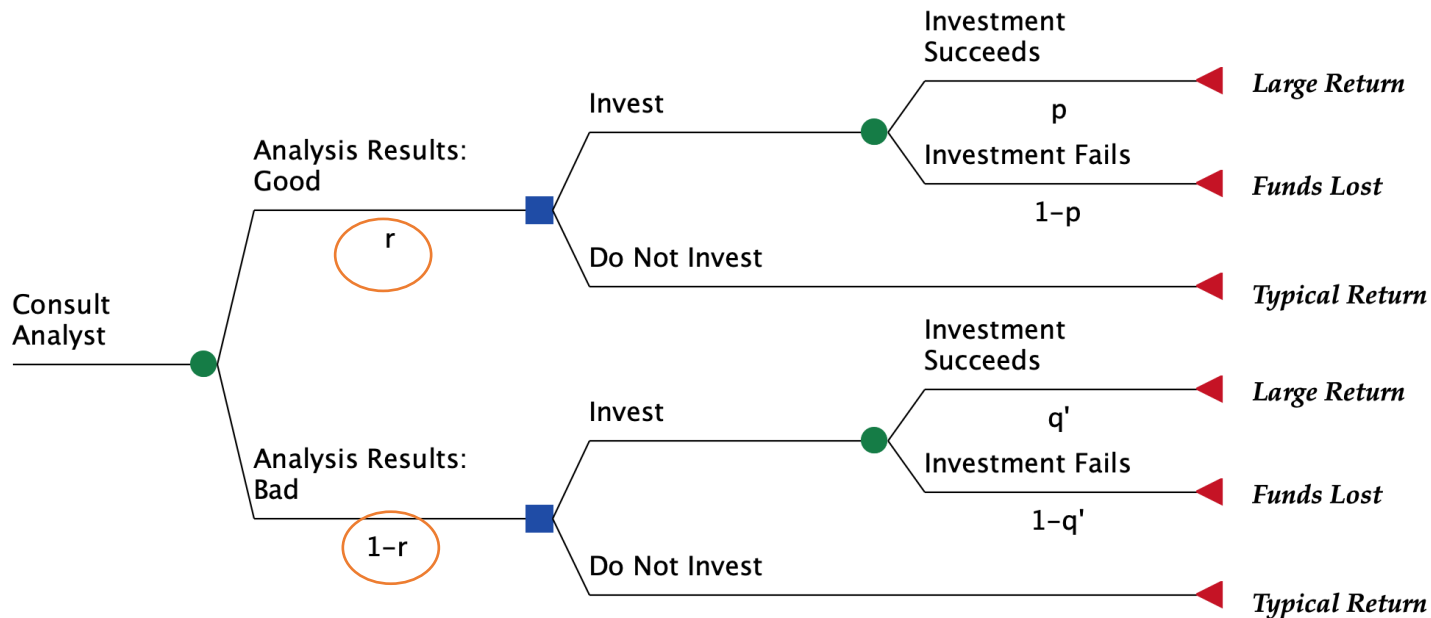 Investment
Succeeds
Large Return
p
Invest
Investment Fails
Funds Lost
1-p
Analysis Results:
Good
r
Do Not Invest
Typical Return
Consult
Analyst
Investment
Succeeds
Large Return
q'
Invest
Investment Fails
Funds Lost
1-q'
Analysis Results:
Bad
1-r
Do Not Invest
Typical Return